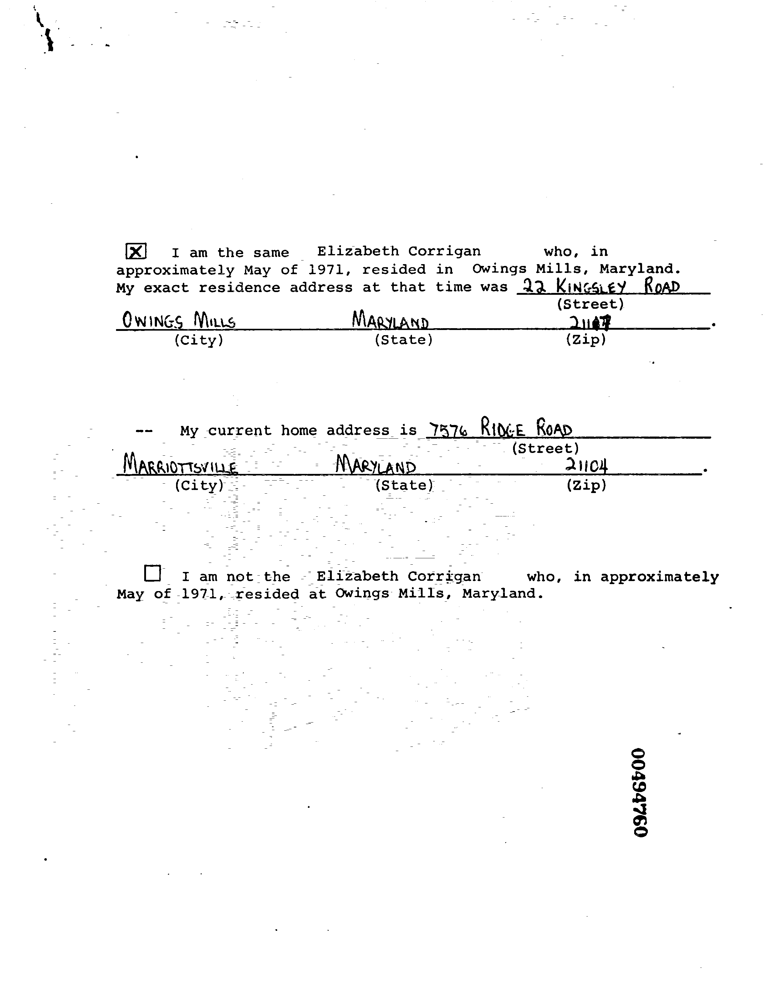 ☒ I am the same Elizabeth Corrigan who, in
approximately May of 1971, resided in Owings Mills, Maryland.
My exact residence address at that time was 22 KINGSLEY ROAD
(Street)
OWINGS MILLS MARYLAND .
(City) (State) (Zip)
-- My current home address is 7576 RIDGE ROAD
(Street)
MARRIOTTSVILLE MARYLAND 21104 .
(City) (State) (Zip)
☐ I am not the Elizabeth Corrigan who, in approximately
May of 1971, resided at Owings Mills, Maryland.
00494760